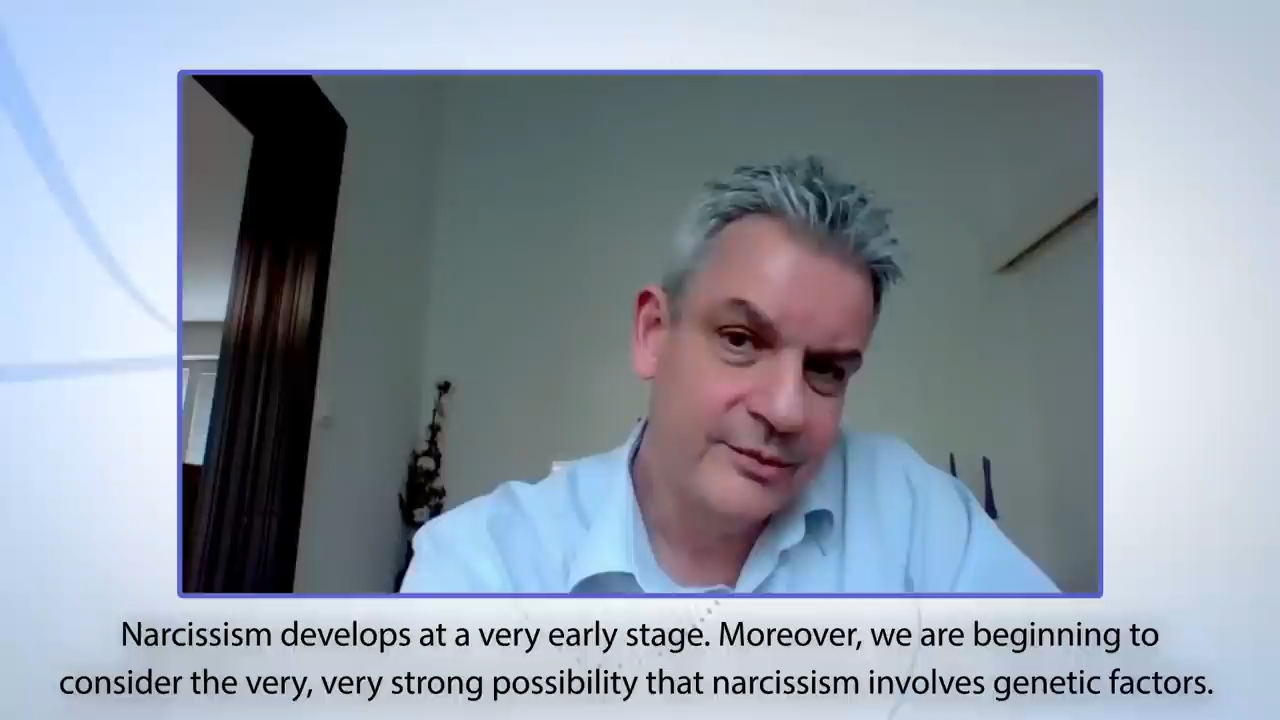 Narcissism develops at a very early stage. Moreover, we are beginning to
consider the very, very strong possibility that narcissism involves genetic factors.